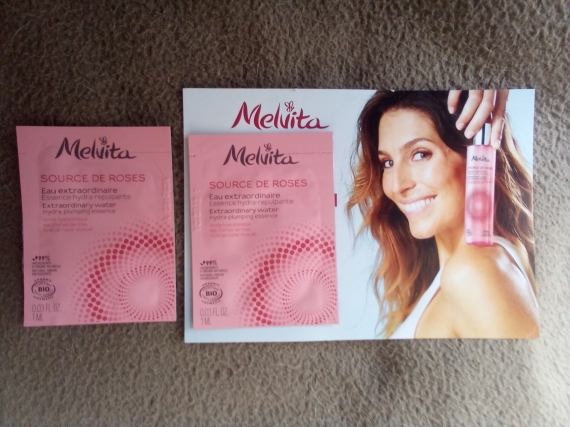 Melvita
SOURCE DE ROSES
Eau extraordinaire
Essence hydra repulpante
Extraordinary water
Hydra plumping essence
99%
BIO
0.03 FL.OZ
1 ML
Melvita
Melvita
SOURCE DE ROSES
Eau extraordinaire
Essence hydra repulpante
Extraordinary water
Hydra plumping essence
99%
BIO
0.03 FL.OZ
1 ML
Melvita